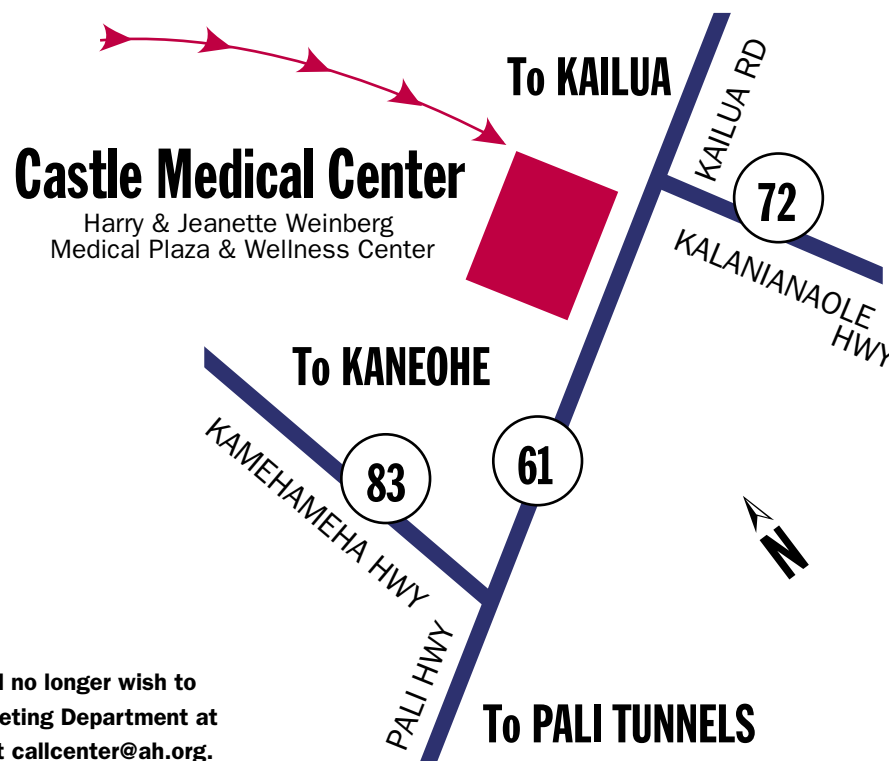 To KAILUA
KAILUA RD
Castle Medical Center
Harry & Jeanette Weinberg
Medical Plaza & Wellness Center
72
KALANIANAOLE
HWY
To KANEOHE
KAMEHAMEHA HWY
83
61
N
PALI HWY
To PALI TUNNELS
no longer wish to
Department at
callcenter@ah.org.